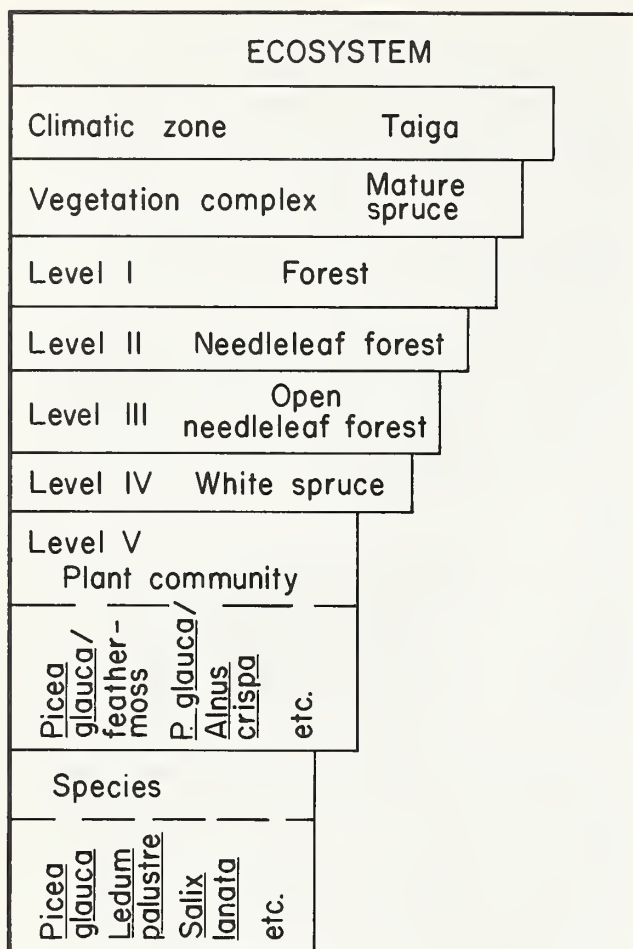 ECOSYSTEM
Climatic zone Taiga
Vegetation complex Mature spruce
Level I Forest
Level II Needleleaf forest
Level III Open needleleaf forest
Level IV White spruce
Level V
Plant community
Picea
glauca/
feather-
moss
P. glauca/
Alnus
crispa
etc.
Species
Picea
glauca
Ledum
palustre
Salix
lanata
etc.